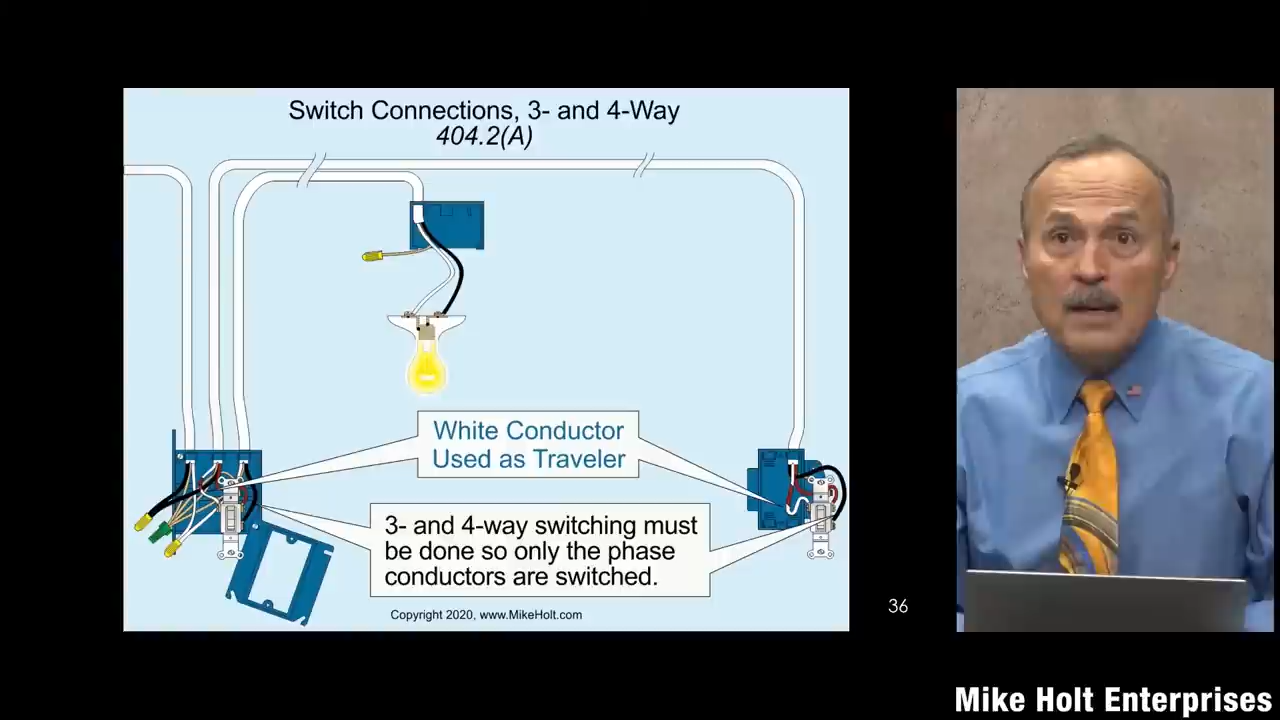 Switch Connections, 3- and 4-Way
404.2(A)
White Conductor
Used as Traveler
3- and 4-way switching must
be done so only the phase
conductors are switched.
Copyright 2020, www.MikeHolt.com
36
Mike Holt Enterprises